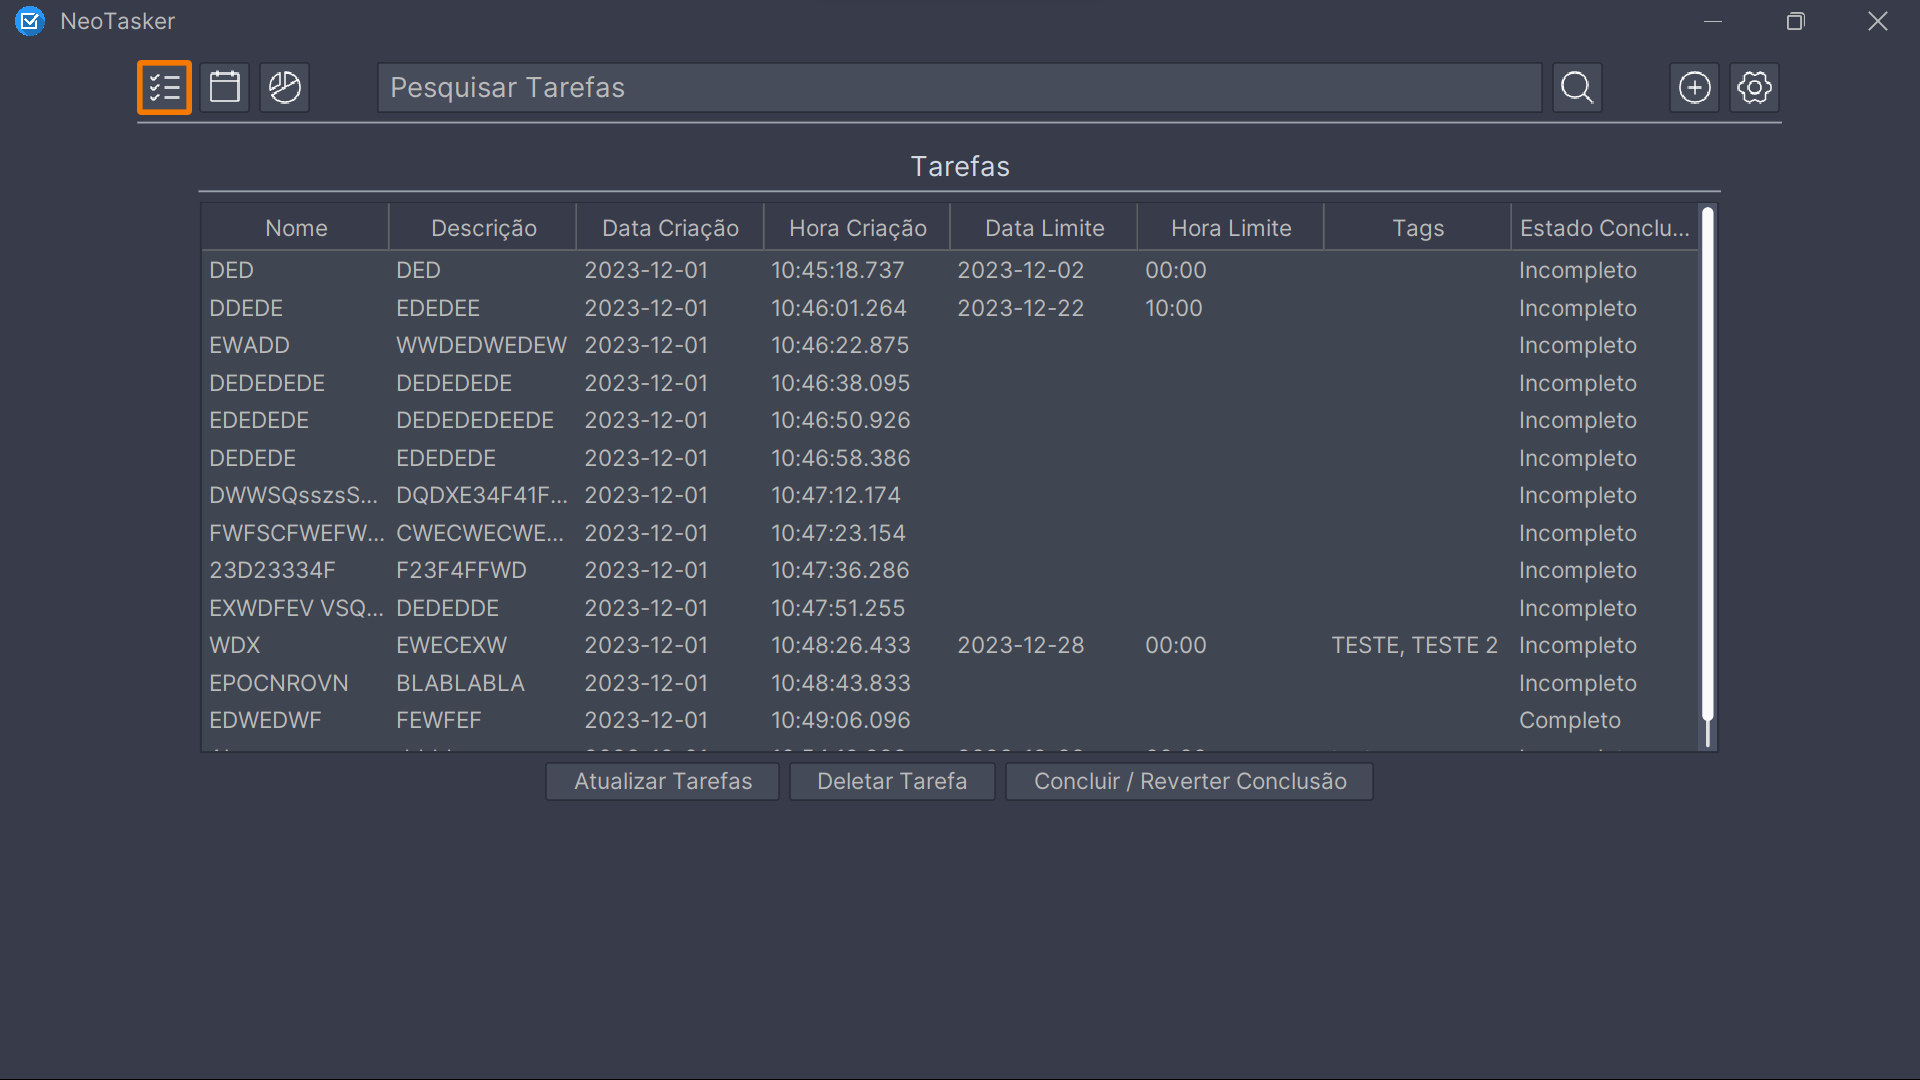 NeoTasker
Pesquisar Tarefas
Tarefas
Nome Descrição Data Criação Hora Criação Data Limite Hora Limite Tags Estado Conclu...
DED DED 2023-12-01 10:45:18.737 2023-12-02 00:00 Incompleto
DDEDE EDEDEE 2023-12-01 10:46:01.264 2023-12-22 10:00 Incompleto
EWADD WWDEDWEDEW 2023-12-01 10:46:22.875 Incompleto
DEDEDEDE DEDEDEDE 2023-12-01 10:46:38.095 Incompleto
EDEDEDE DEDEDEDEEDE 2023-12-01 10:46:50.926 Incompleto
DEDEDE EDEDEDE 2023-12-01 10:46:58.386 Incompleto
DWWSQsszsS... DQDXE34F41F... 2023-12-01 10:47:12.174 Incompleto
FWFSCFWEFW... CWECWECWE... 2023-12-01 10:47:23.154 Incompleto
23D23334F F23F4FFWD 2023-12-01 10:47:36.286 Incompleto
EXWDFEV VSQ... DEDEDDE 2023-12-01 10:47:51.255 Incompleto
WDX EWECEXW 2023-12-01 10:48:26.433 2023-12-28 00:00 TESTE, TESTE 2 Incompleto
EPOCNROVN BLABLABLA 2023-12-01 10:48:43.833 Incompleto
EDWEDWF FEWFEF 2023-12-01 10:49:06.096 Completo
Atualizar Tarefas Deletar Tarefa Concluir / Reverter Conclusão